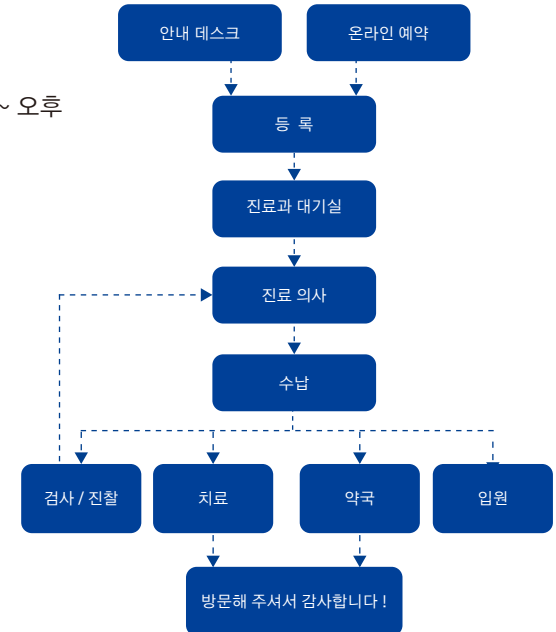 안내 데스크
온라인 예약
~ 오후
등 록
진료과 대기실
진료 의사
수납
검사 / 진찰
치료
약국
입원
방문해 주셔서 감사합니다 !